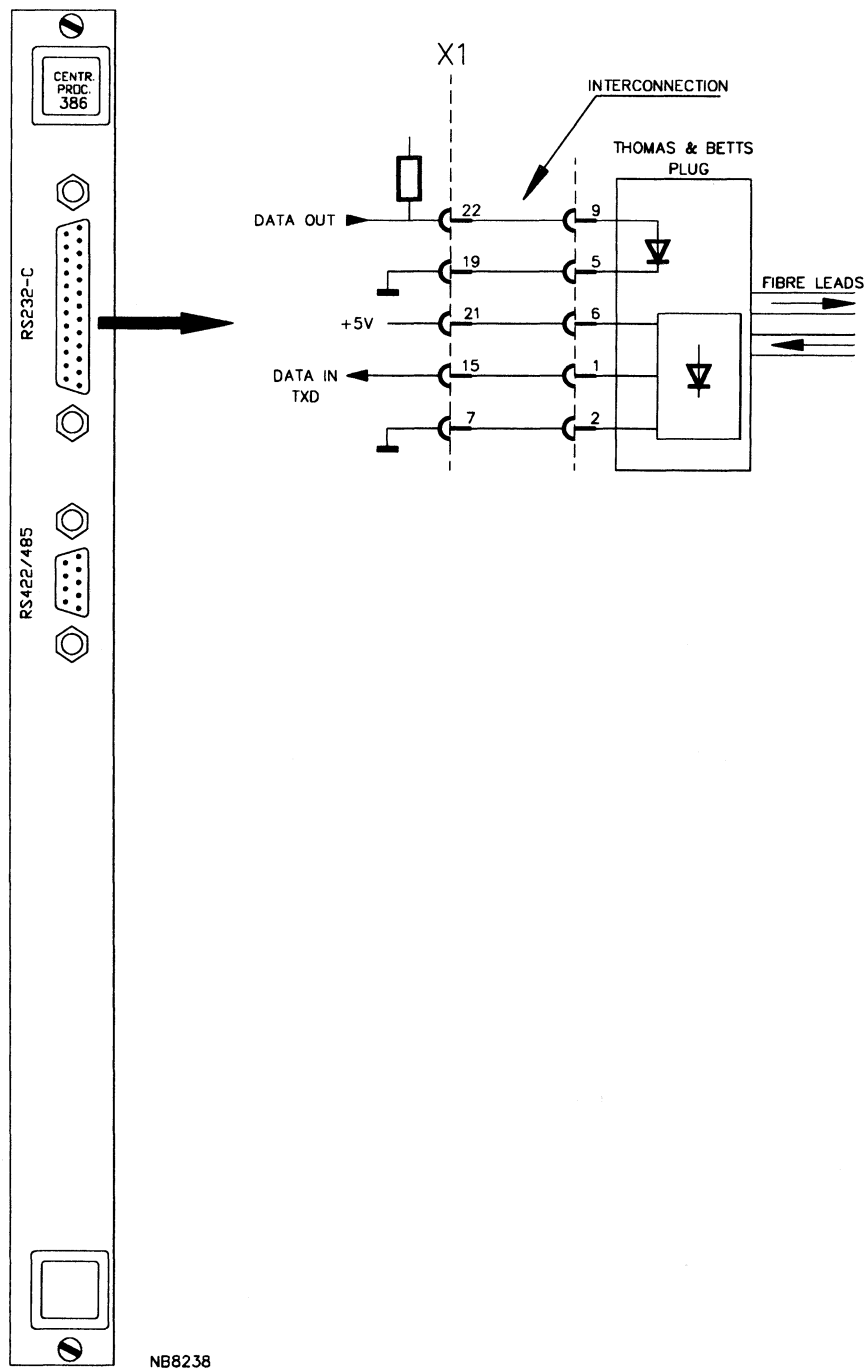 CENTR.
PROC.
386
RS232-C
RS422/485
X1
INTERCONNECTION
THOMAS & BETTS
PLUG
DATA OUT 22 9
19 5
FIBRE LEADS
+5V 21 6
DATA IN 15 1
TXD
7 2
NB8238